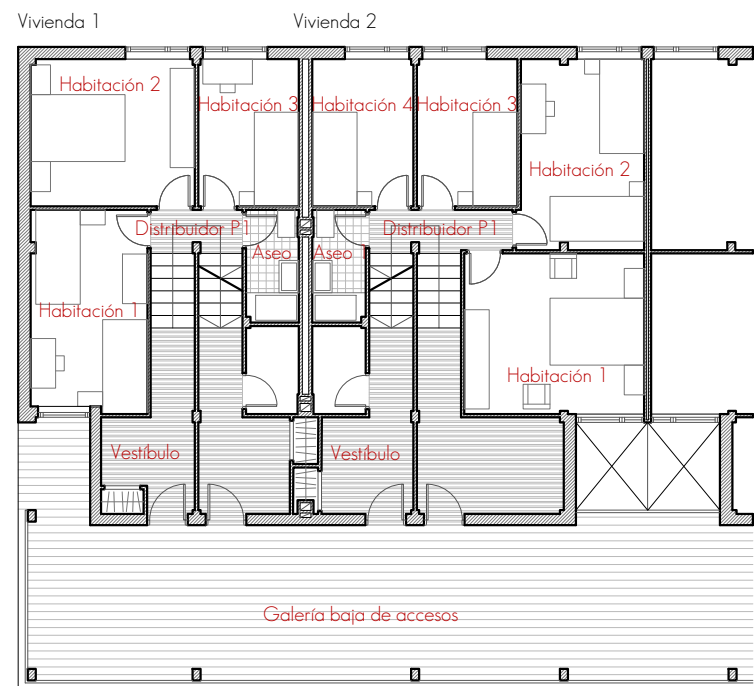 Vivienda 1
Vivienda 2
Habitación 2
Habitación 3
Habitación 4
Habitación 3
Habitación 2
Distribuidor P1
Distribuidor P1
Aseo
Aseo
Habitación 1
Habitación 1
Vestíbulo
Vestíbulo
Galería baja de accesos